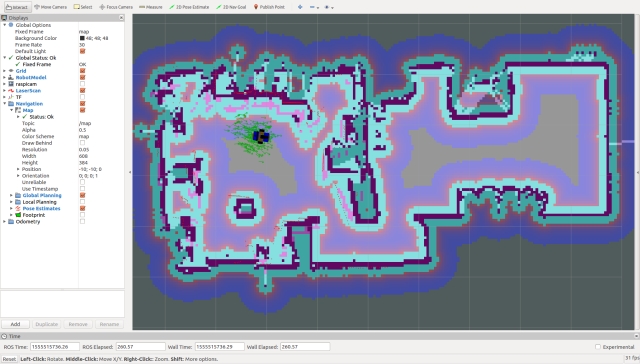 Interact Move Camera Select Focus Camera Measure 2D Pose Estimate 2D Nav Goal Publish Point
Displays
Global Options
Fixed Frame map
Background Color 48; 48; 48
Frame Rate 30
Default Light
Global Status: Ok
Fixed Frame OK
Grid
RobotModel
raspicam
LaserScan
TF
Navigation
Map
Status: Ok
Topic /map
Alpha 0.5
Color Scheme map
Draw Behind
Resolution 0.05
Width 608
Height 384
Position -10; -10; 0
Orientation 0; 0; 0; 1
Unreliable
Use Timestamp
Global Planning
Local Planning
Pose Estimates
Footprint
Odometry
Add Duplicate Remove Rename
Time
ROS Time: 1555515736.26 ROS Elapsed: 260.57 Wall Time: 1555515736.29 Wall Elapsed: 260.57 Experimental
Reset Left-Click: Rotate. Middle-Click: Move X/Y. Right-Click: Zoom. Shift: More options. 31 fps